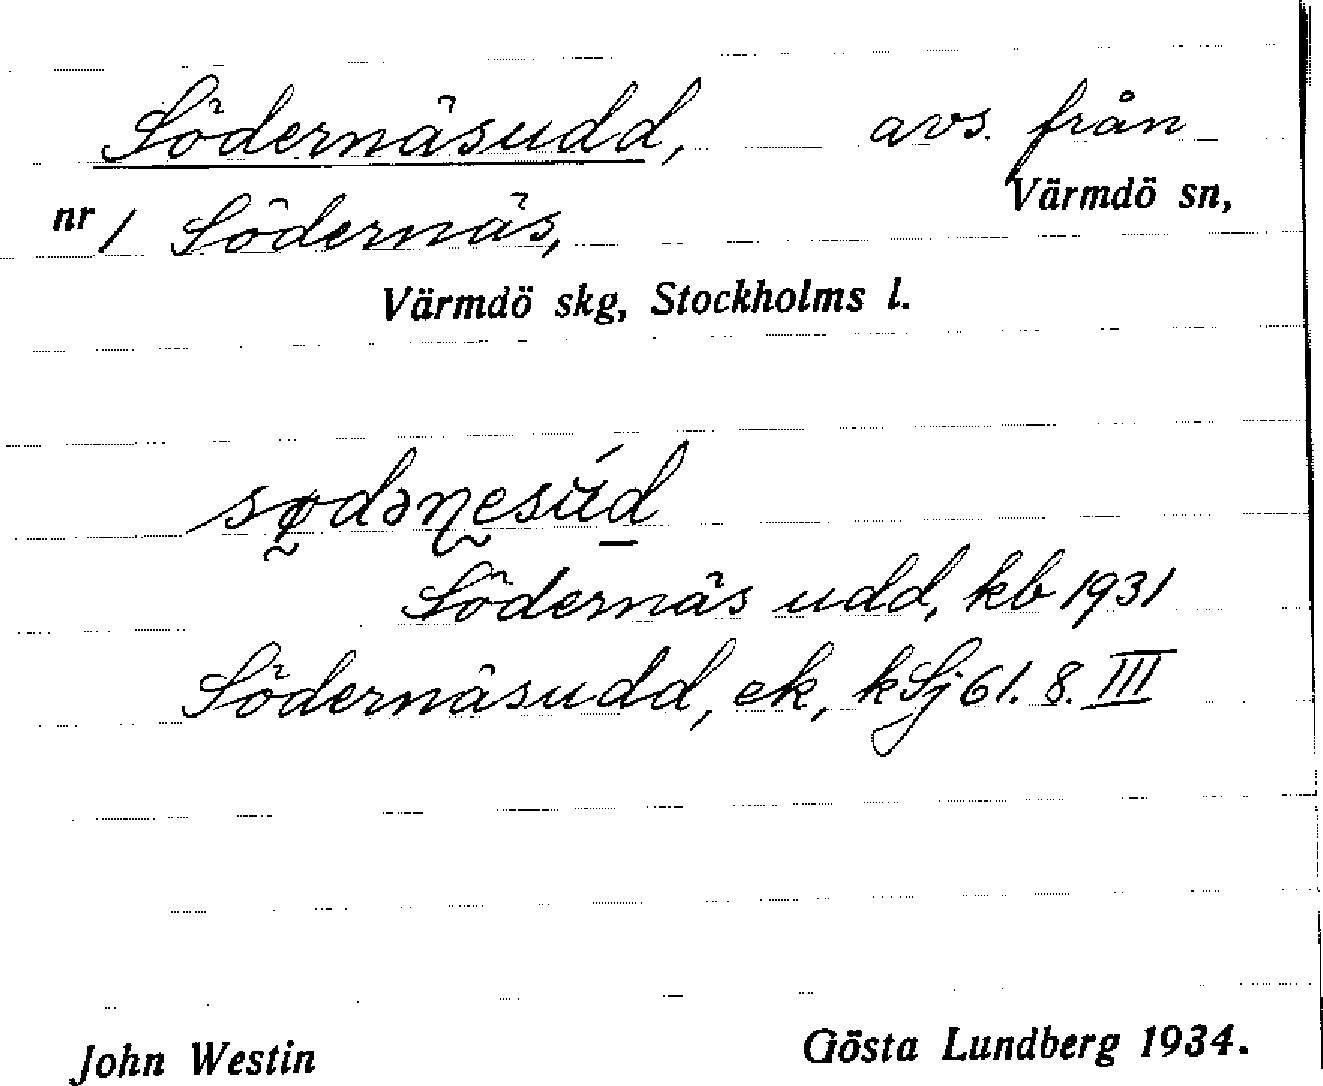 Södernäsudd, avs. från
nr 1 Södernäs, Värmdö sn,
Värmdö skg, Stockholms l.
Södernäs udd, kb 1931
Södernäsudd, ek, kSj 61. 8. III
John Westin Gösta Lundberg 1934.